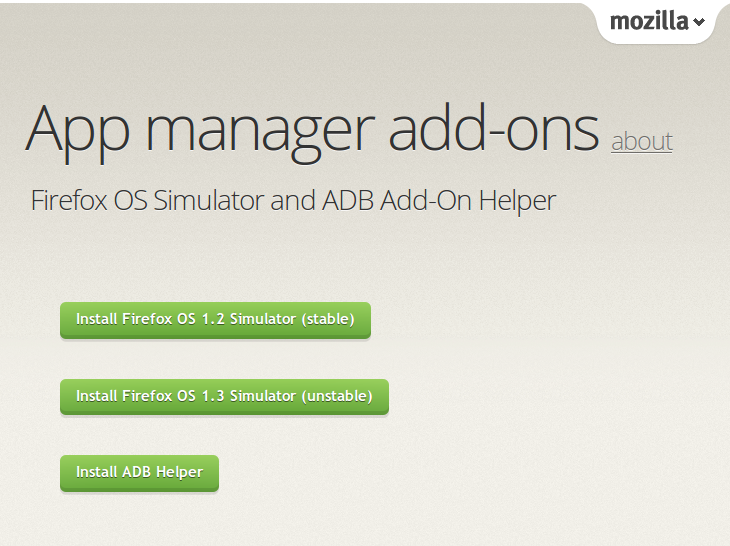 mozilla
App manager add-ons about
Firefox OS Simulator and ADB Add-On Helper
Install Firefox OS 1.2 Simulator (stable)
Install Firefox OS 1.3 Simulator (unstable)
Install ADB Helper